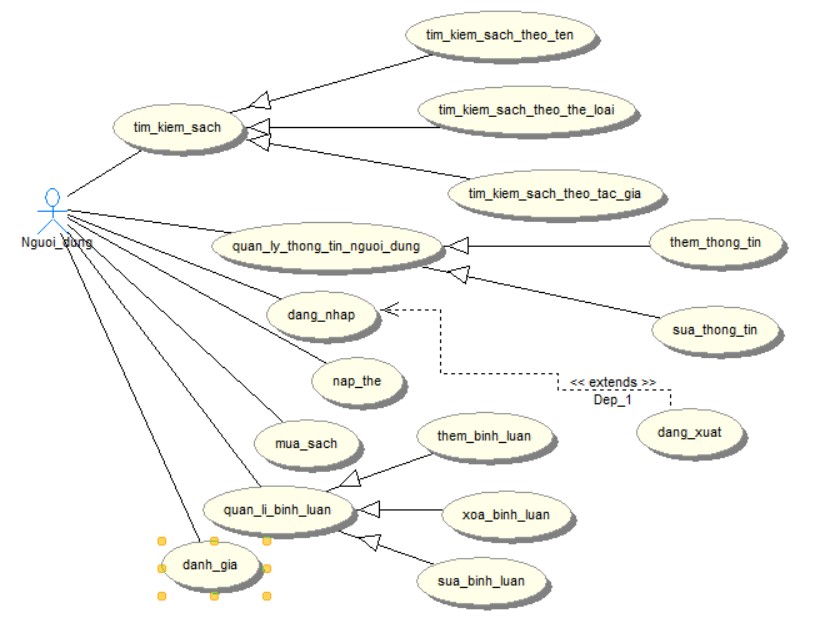 tim_kiem_sach_theo_ten
tim_kiem_sach_theo_the_loai
tim_kiem_sach
tim_kiem_sach_theo_tac_gia
Nguoi_dung
quan_ly_thong_tin_nguoi_dung
them_thong_tin
dang_nhap
sua_thong_tin
nap_the
<< extends >>
Dep_1
mua_sach
them_binh_luan
dang_xuat
quan_li_binh_luan
xoa_binh_luan
danh_gia
sua_binh_luan